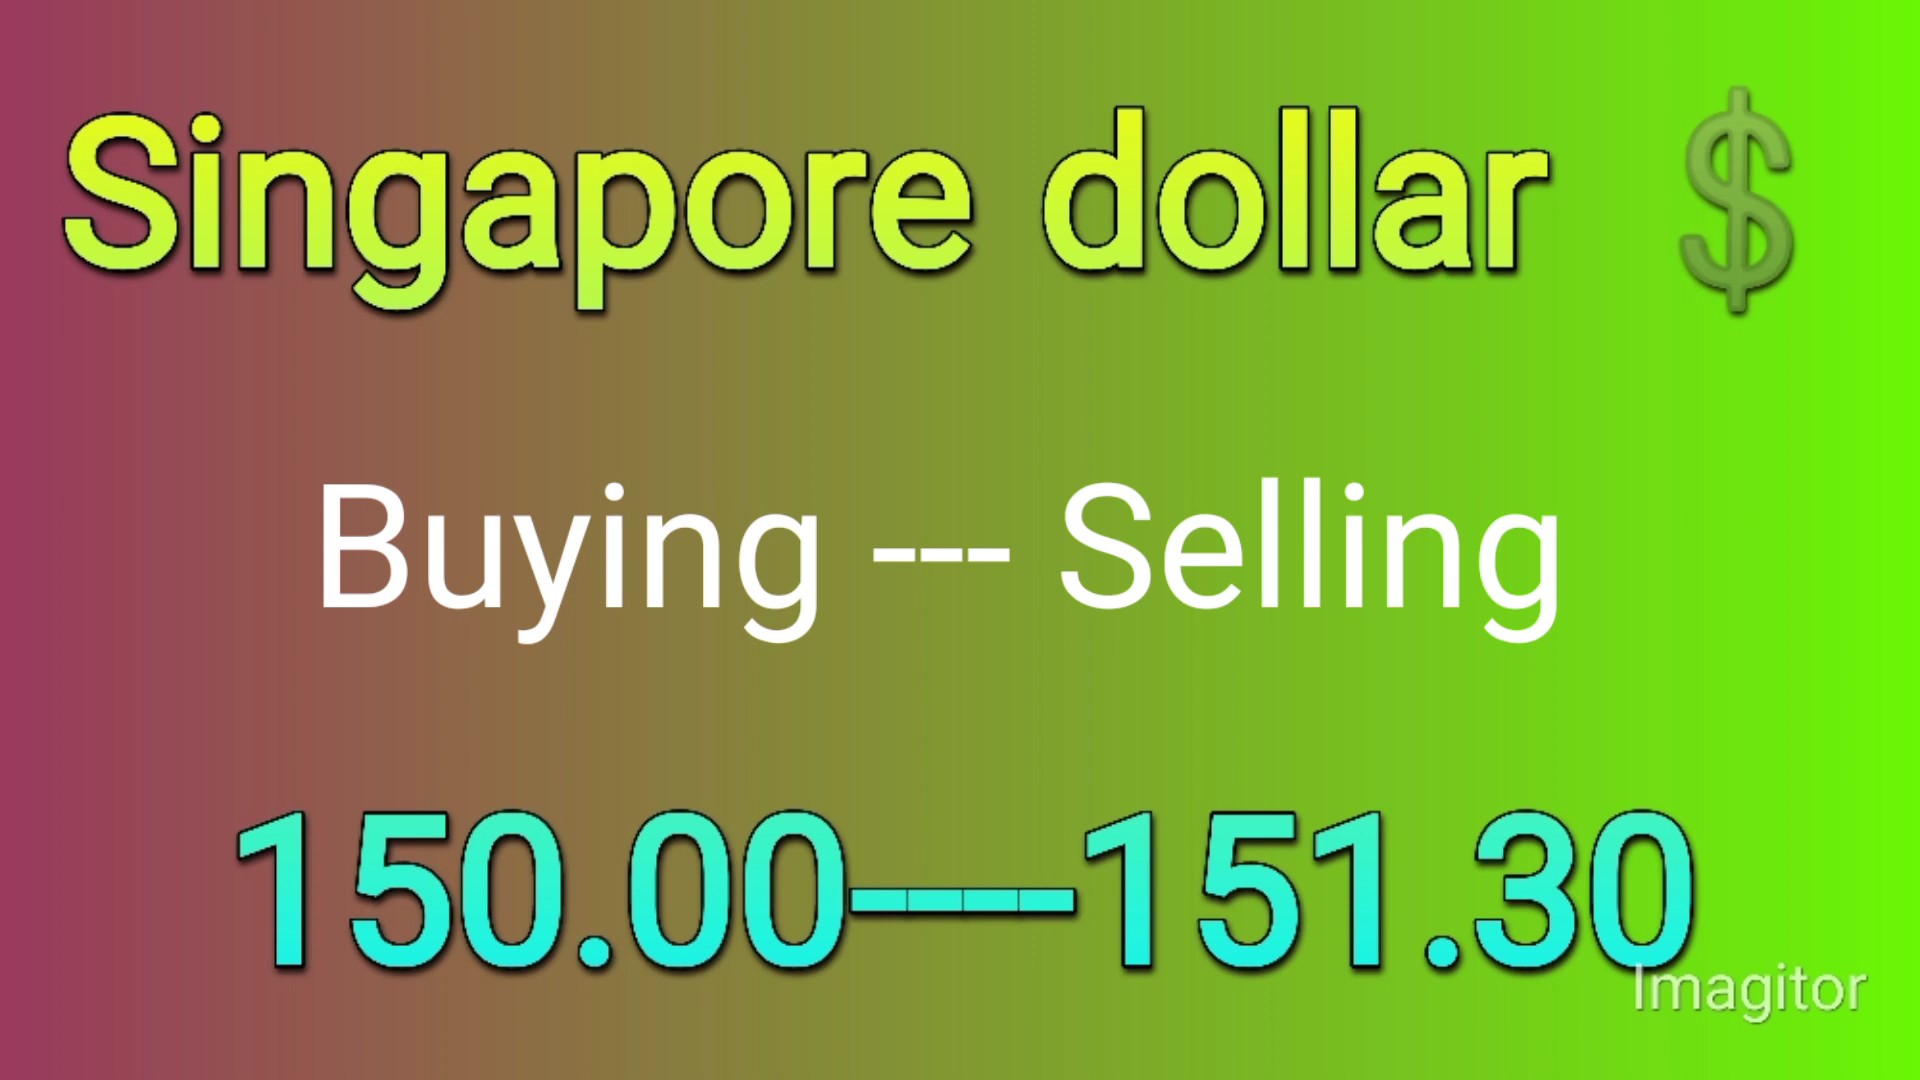 Singapore dollar $
Buying --- Selling
150.00----151.30
Imagitor